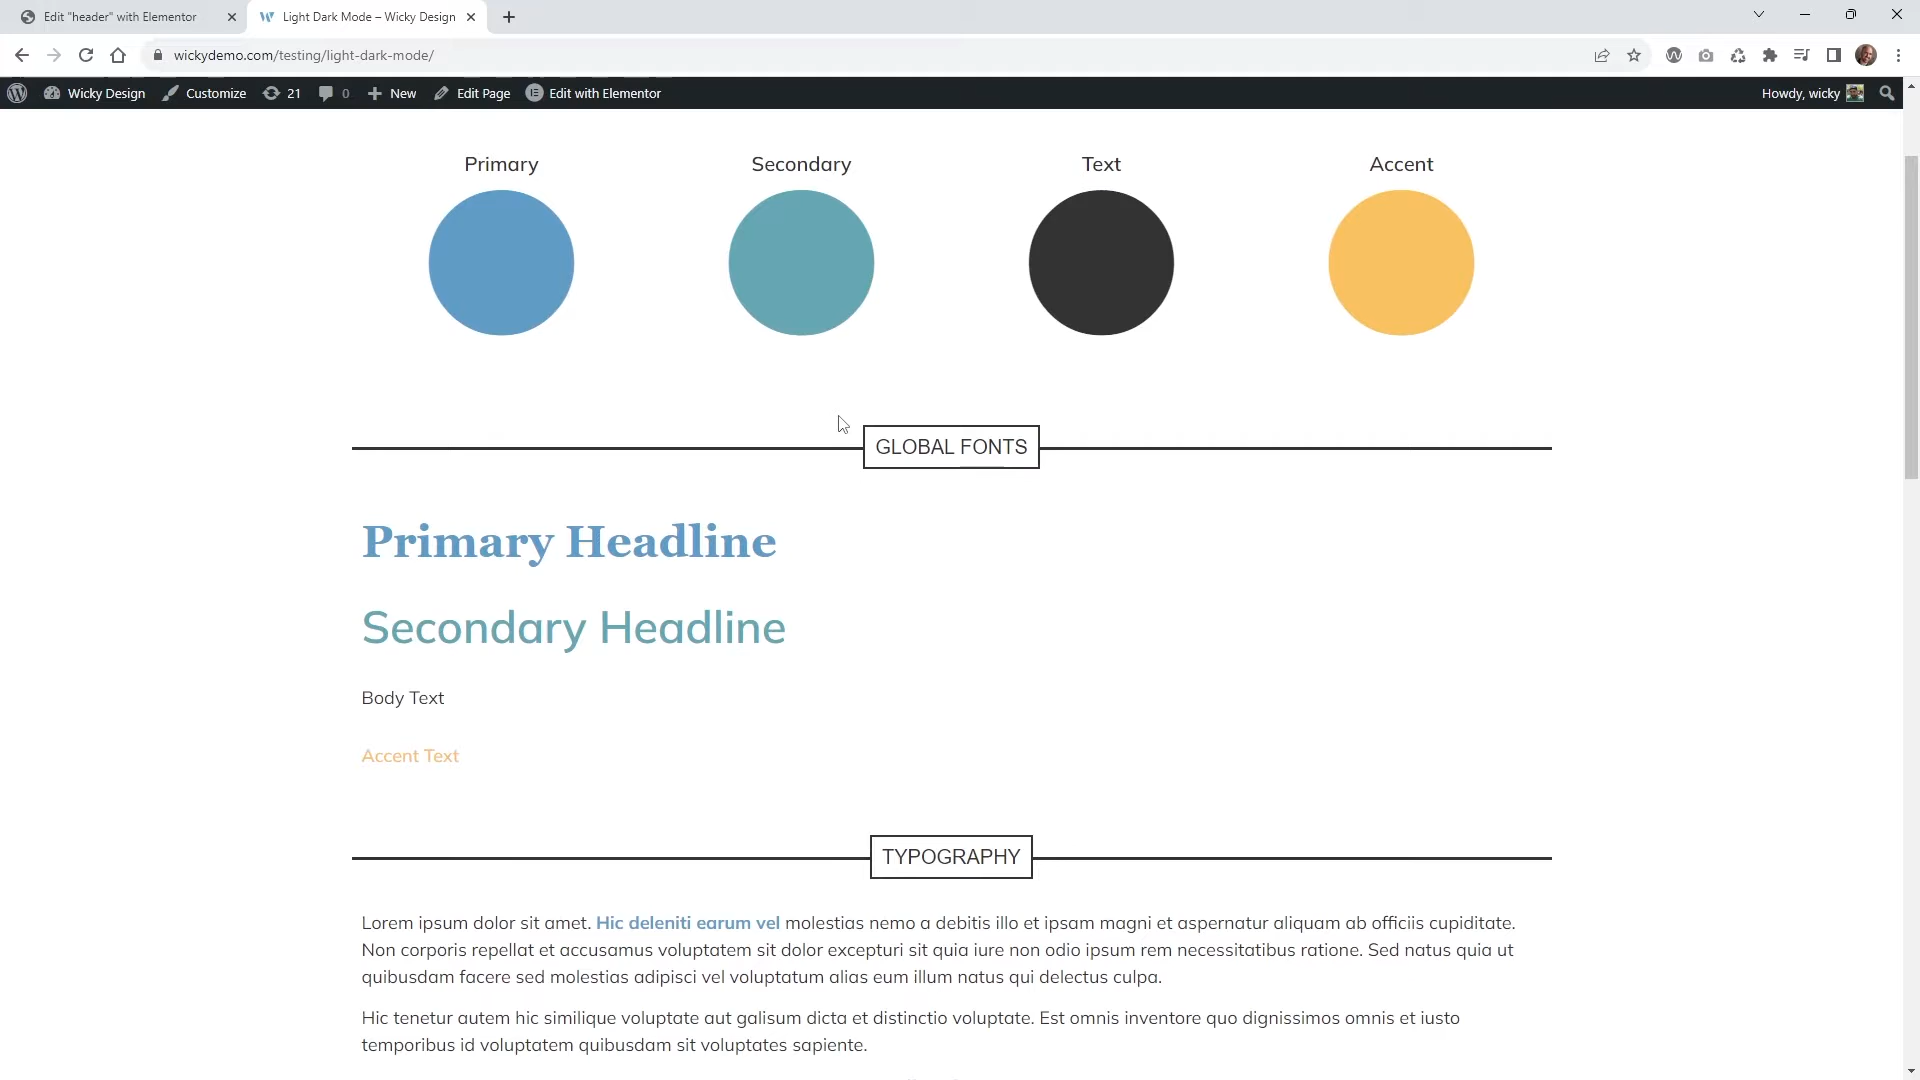 Edit "header" with Elementor
Light Dark Mode – Wicky Design
wickydemo.com/testing/light-dark-mode/
Wicky Design
Customize
21
0
New
Edit Page
Edit with Elementor
Howdy, wicky
Primary
Secondary
Text
Accent
GLOBAL FONTS
Primary Headline
Secondary Headline
Body Text
Accent Text
TYPOGRAPHY
Lorem ipsum dolor sit amet. Hic deleniti earum vel molestias nemo a debitis illo et ipsam magni et aspernatur aliquam ab officiis cupiditate.
Non corporis repellat et accusamus voluptatem sit dolor excepturi sit quia iure non odio ipsum rem necessitatibus ratione. Sed natus quia ut
quibusdam facere sed molestias adipisci vel voluptatum alias eum illum natus qui delectus culpa.
Hic tenetur autem hic similique voluptate aut galisum dicta et distinctio voluptate. Est omnis inventore quo dignissimos omnis et iusto
temporibus id voluptatem quibusdam sit voluptates sapiente.